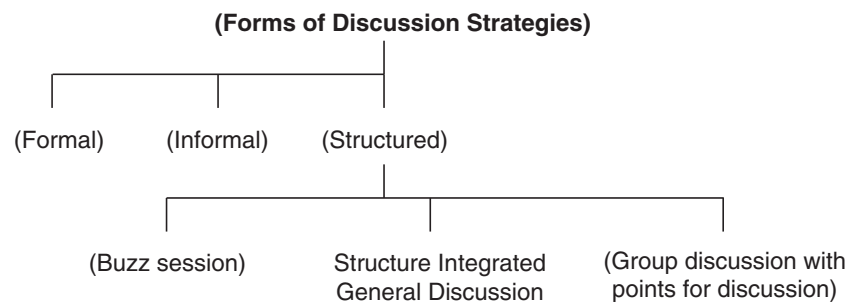 (Forms of Discussion Strategies)
(Formal) (Informal) (Structured)
(Buzz session)
Structure Integrated
General Discussion
(Group discussion with
points for discussion)